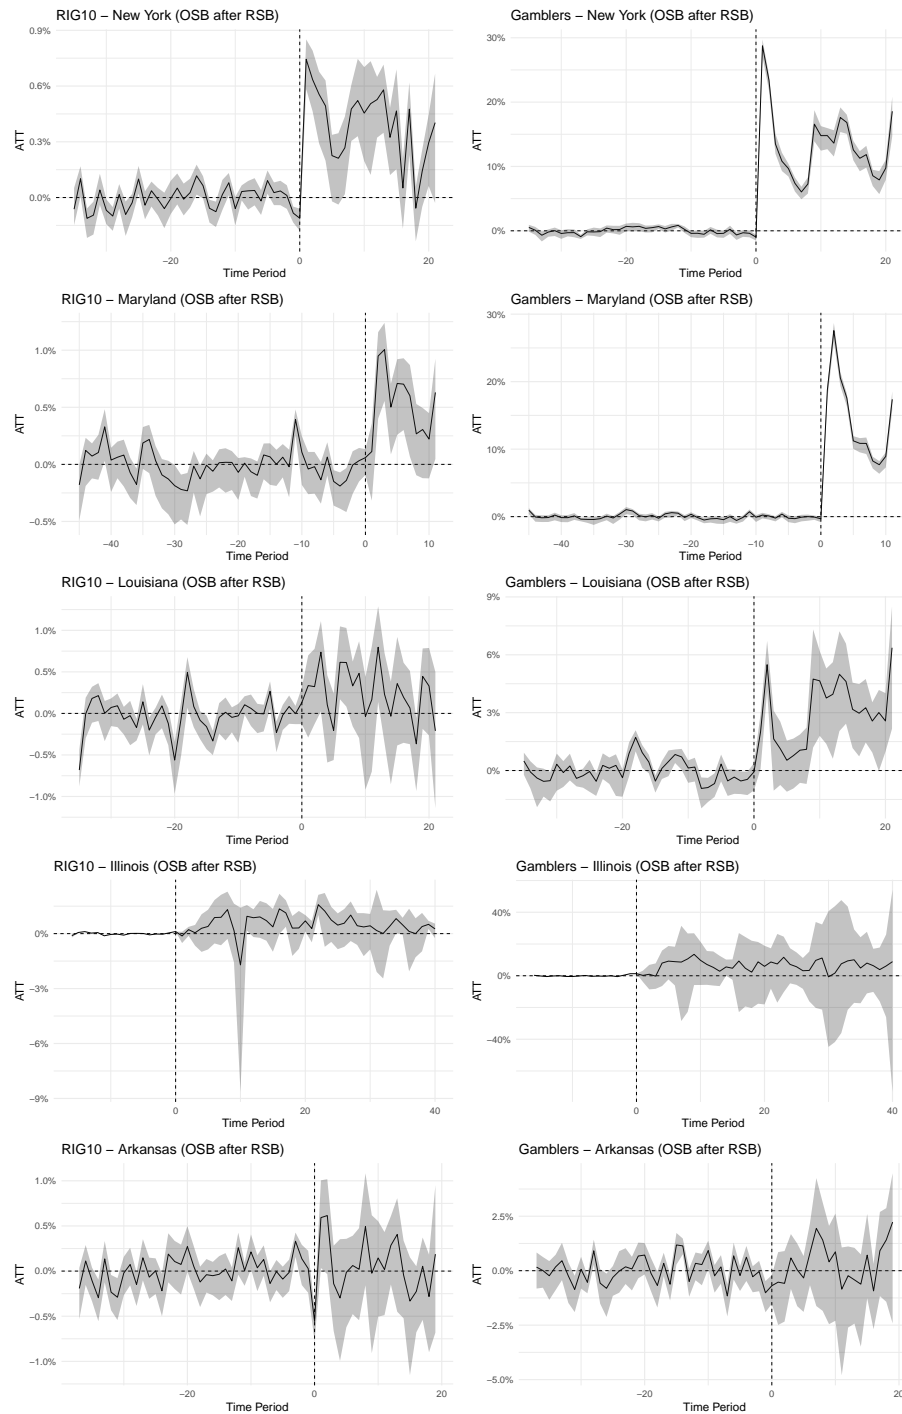 RIG10 − New York (OSB after RSB)
0.9%
0.6%
0.3%
0.0%
ATT
−20
0
20
Time Period
Gamblers − New York (OSB after RSB)
30%
20%
10%
0%
ATT
−20
0
20
Time Period
RIG10 − Maryland (OSB after RSB)
1.0%
0.5%
0.0%
−0.5%
ATT
−40
−30
−20
−10
0
10
Time Period
Gamblers − Maryland (OSB after RSB)
30%
20%
10%
0%
ATT
−40
−30
−20
−10
0
10
Time Period
RIG10 − Louisiana (OSB after RSB)
1.0%
0.5%
0.0%
−0.5%
−1.0%
ATT
−20
0
20
Time Period
Gamblers − Louisiana (OSB after RSB)
9%
6%
3%
0%
ATT
−20
0
20
Time Period
RIG10 − Illinois (OSB after RSB)
0%
−3%
−6%
−9%
ATT
0
20
40
Time Period
Gamblers − Illinois (OSB after RSB)
40%
0%
−40%
ATT
0
20
40
Time Period
RIG10 − Arkansas (OSB after RSB)
1.0%
0.5%
0.0%
−0.5%
−1.0%
ATT
−20
0
20
Time Period
Gamblers − Arkansas (OSB after RSB)
2.5%
0.0%
−2.5%
−5.0%
ATT
−20
0
20
Time Period